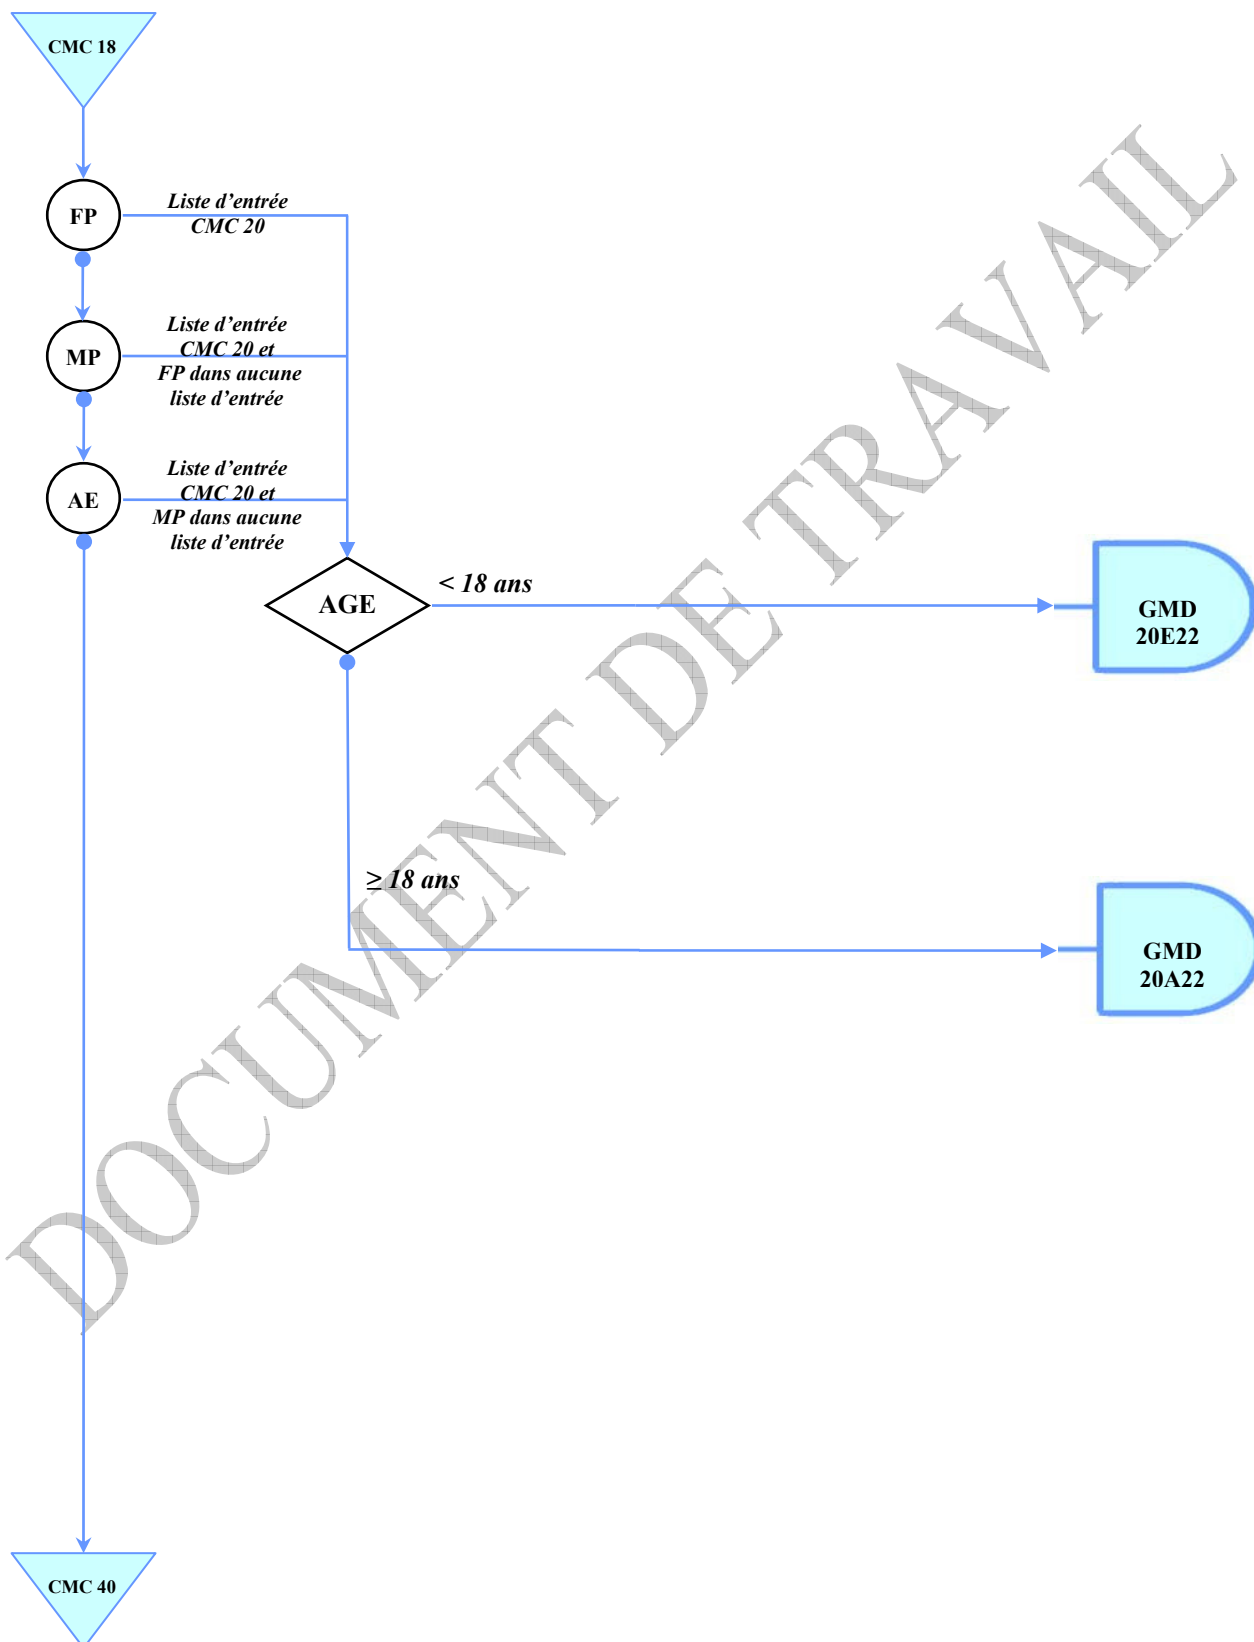 CMC 18
FP
Liste d’entrée
CMC 20
MP
Liste d’entrée
CMC 20 et
FP dans aucune
liste d’entrée
AE
Liste d’entrée
CMC 20 et
MP dans aucune
liste d’entrée
AGE
< 18 ans
GMD
20E22
≥ 18 ans
GMD
20A22
CMC 40
DOCUMENT DE TRAVAIL